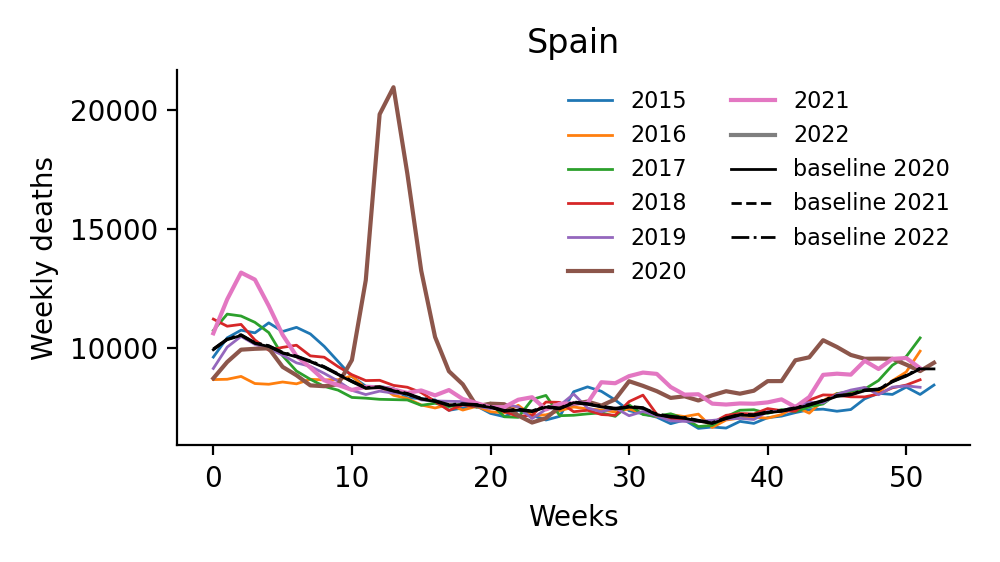 Spain
Weekly deaths
20000
15000
10000
2015
2016
2017
2018
2019
2020
2021
2022
baseline 2020
baseline 2021
baseline 2022
0 10 20 30 40 50
Weeks